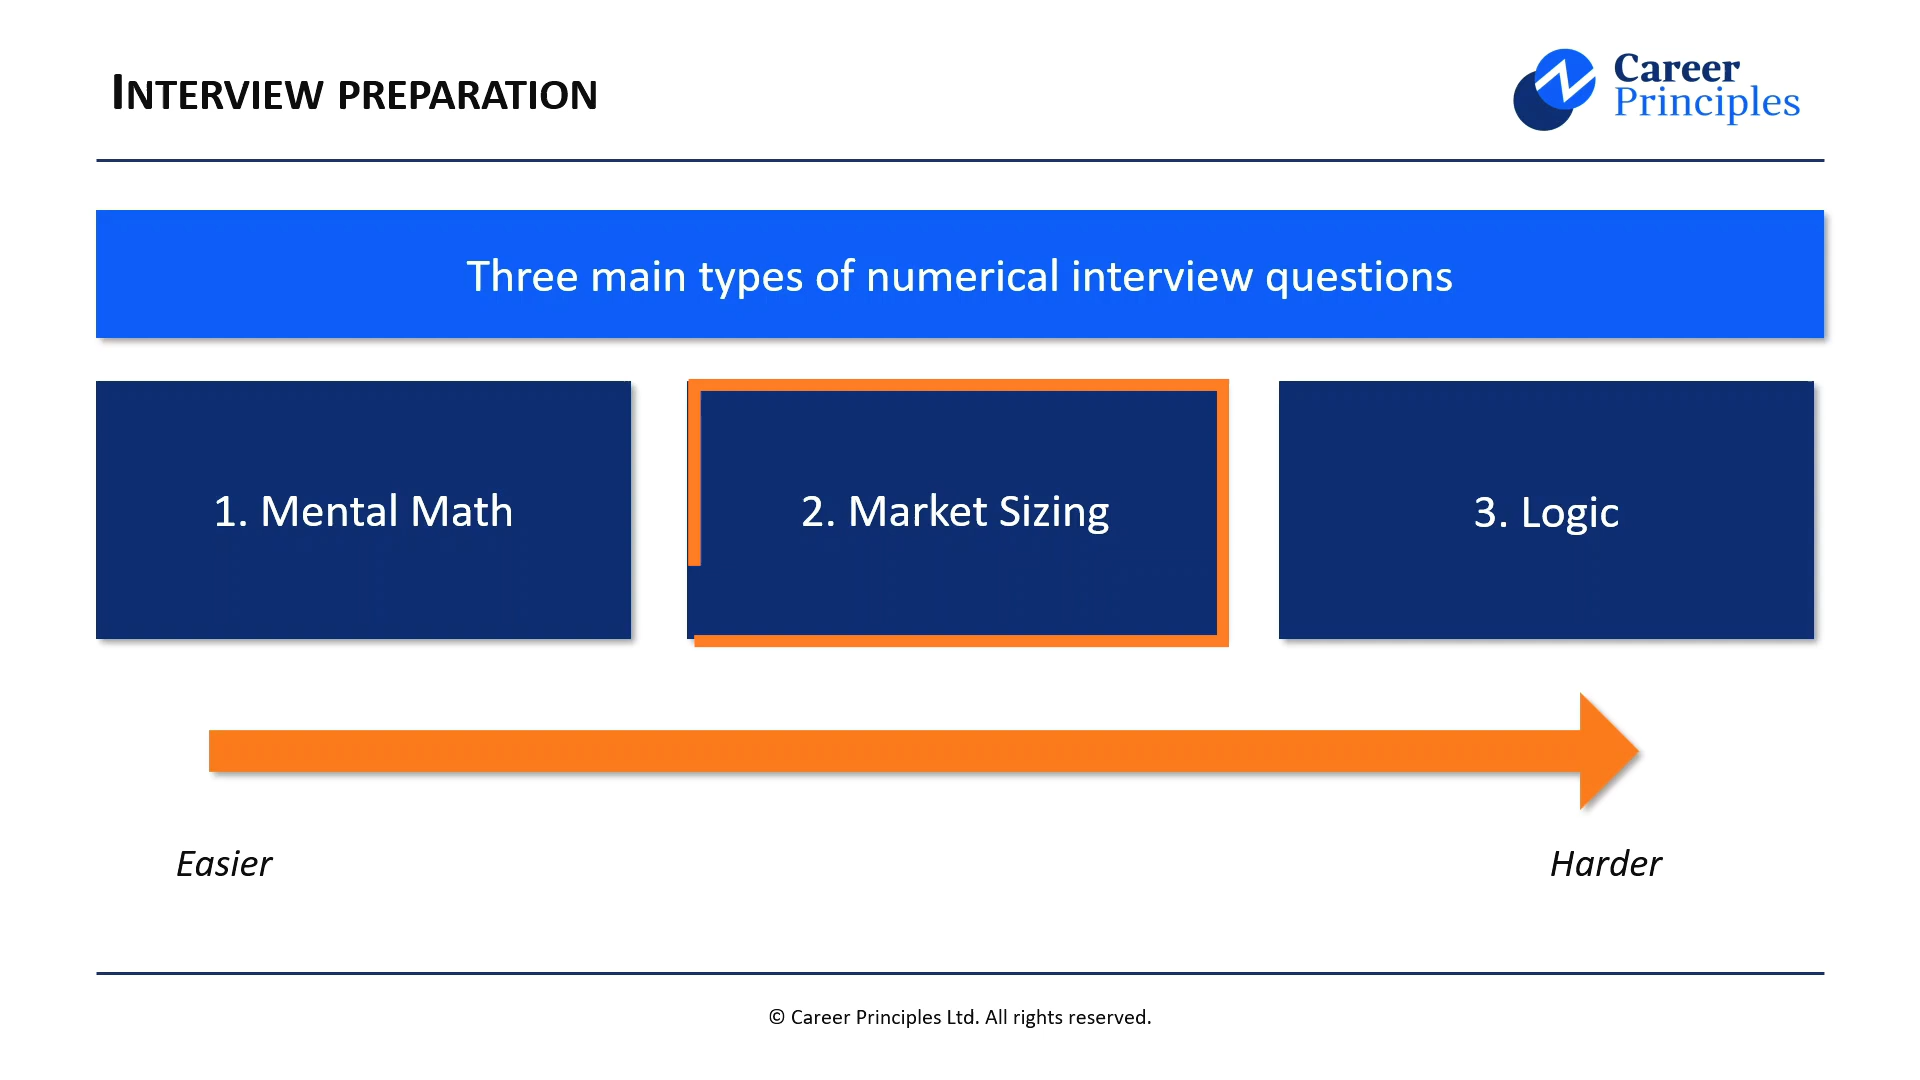 INTERVIEW PREPARATION
Career
Principles
Three main types of numerical interview questions
1. Mental Math
2. Market Sizing
3. Logic
Easier
Harder
© Career Principles Ltd. All rights reserved.